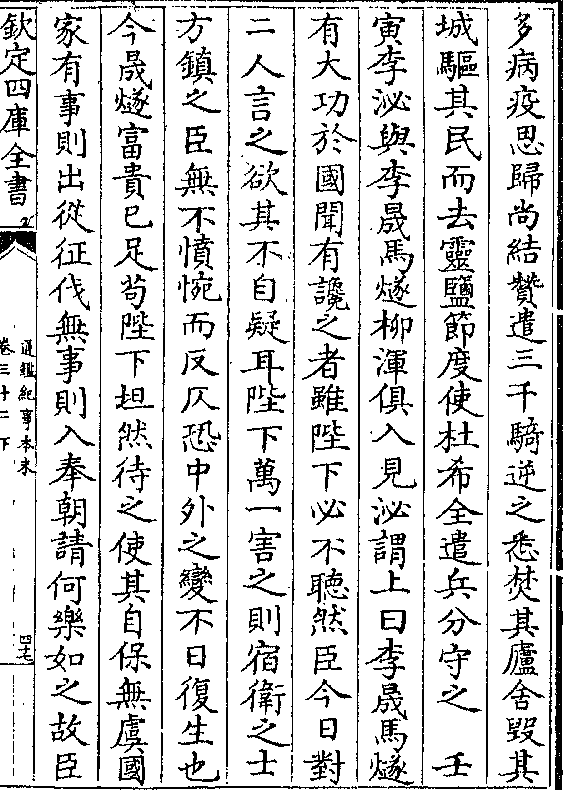 多病疫思歸尚結贊遣三千騎逆之悉焚其廬舍毀其
城驅其民而去靈鹽節度使杜希全遣兵分守之　壬
寅李泌與李晟馬燧柳渾俱入見泌謂上曰李晟馬燧
有大功於國聞有讒之者雖陛下必不聽然臣今日對
二人言之欲其不自疑耳陛下萬一害之則宿衛之士
方鎮之臣無不憤惋而反仄恐中外之變不日復生也
今晟燧富貴已足茍陛下坦然待之使其自保無虞國
家有事則出從征伐無事則入奉朝請何樂如之故臣
欽定四庫全書
通鑑紀事本末
卷三十二下
四十七